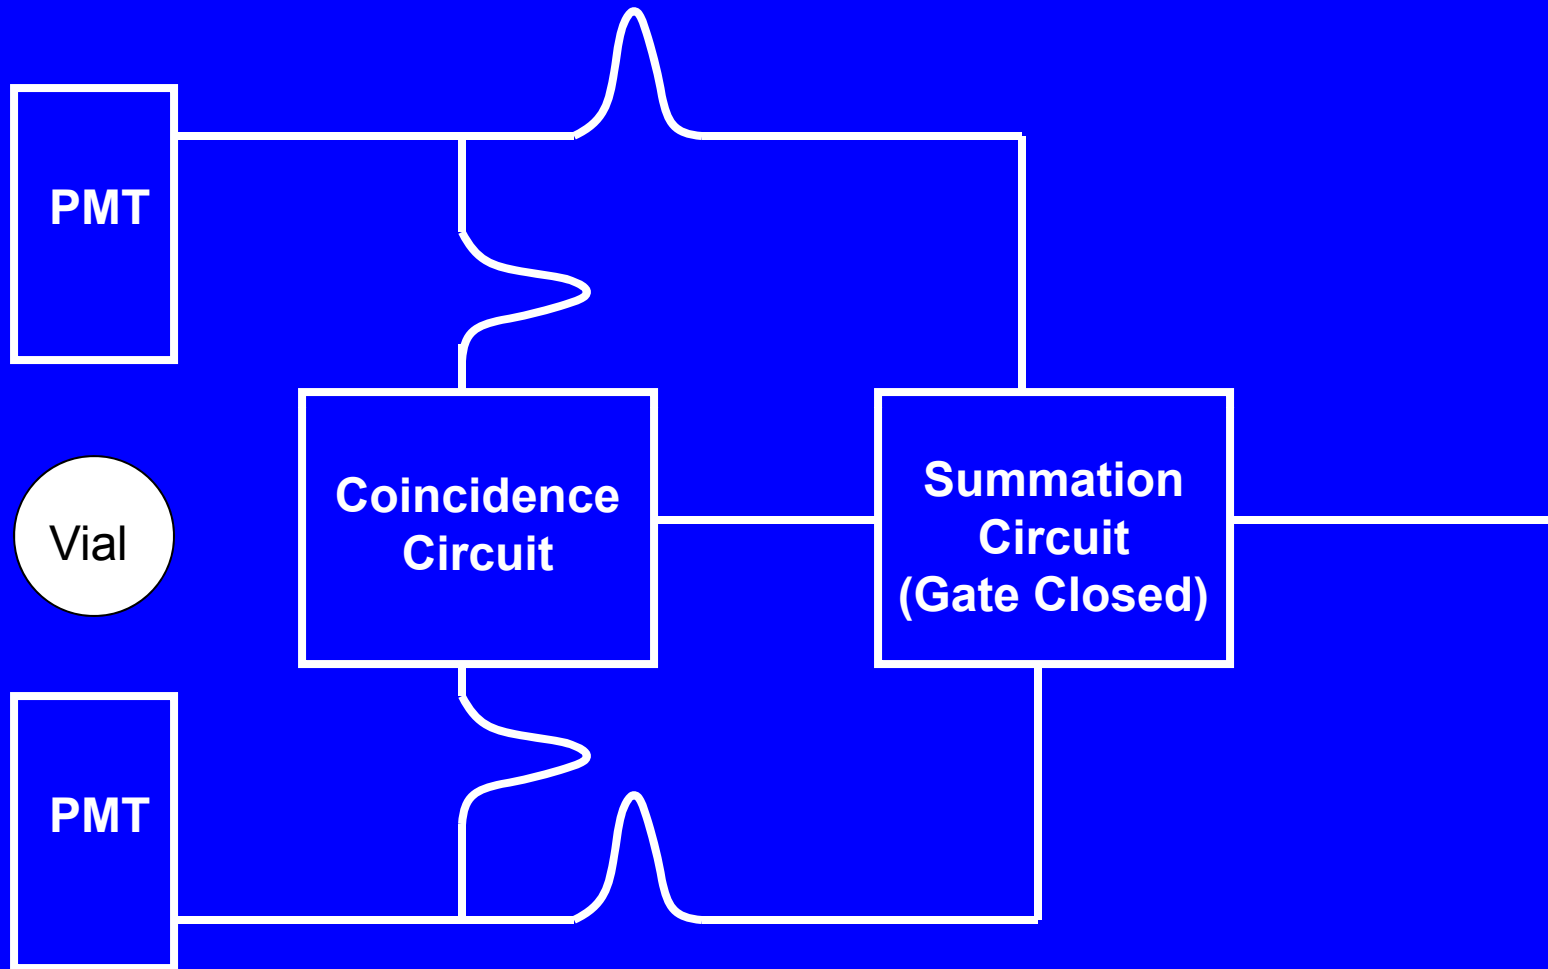 PMT
Vial
Coincidence
Circuit
Summation
Circuit
(Gate Closed)
PMT